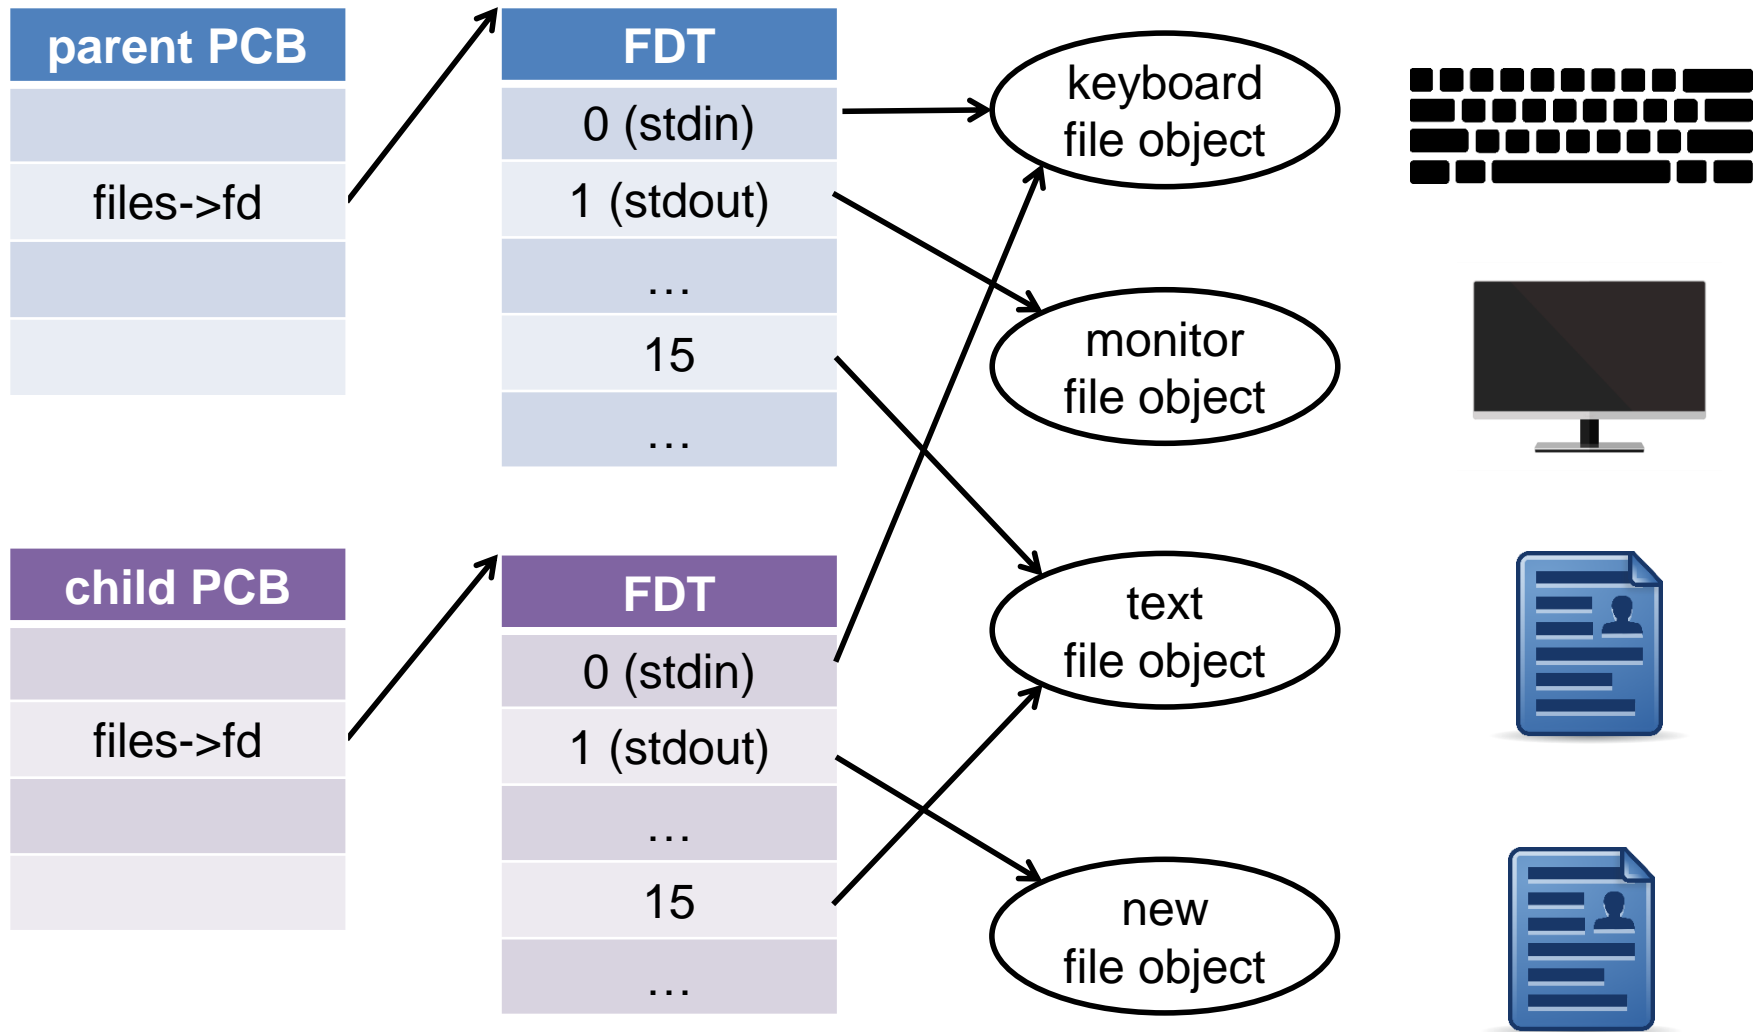 parent PCB
files->fd
FDT
0 (stdin)
1 (stdout)
…
15
…
keyboard
file object
monitor
file object
child PCB
files->fd
FDT
0 (stdin)
1 (stdout)
…
15
…
text
file object
new
file object